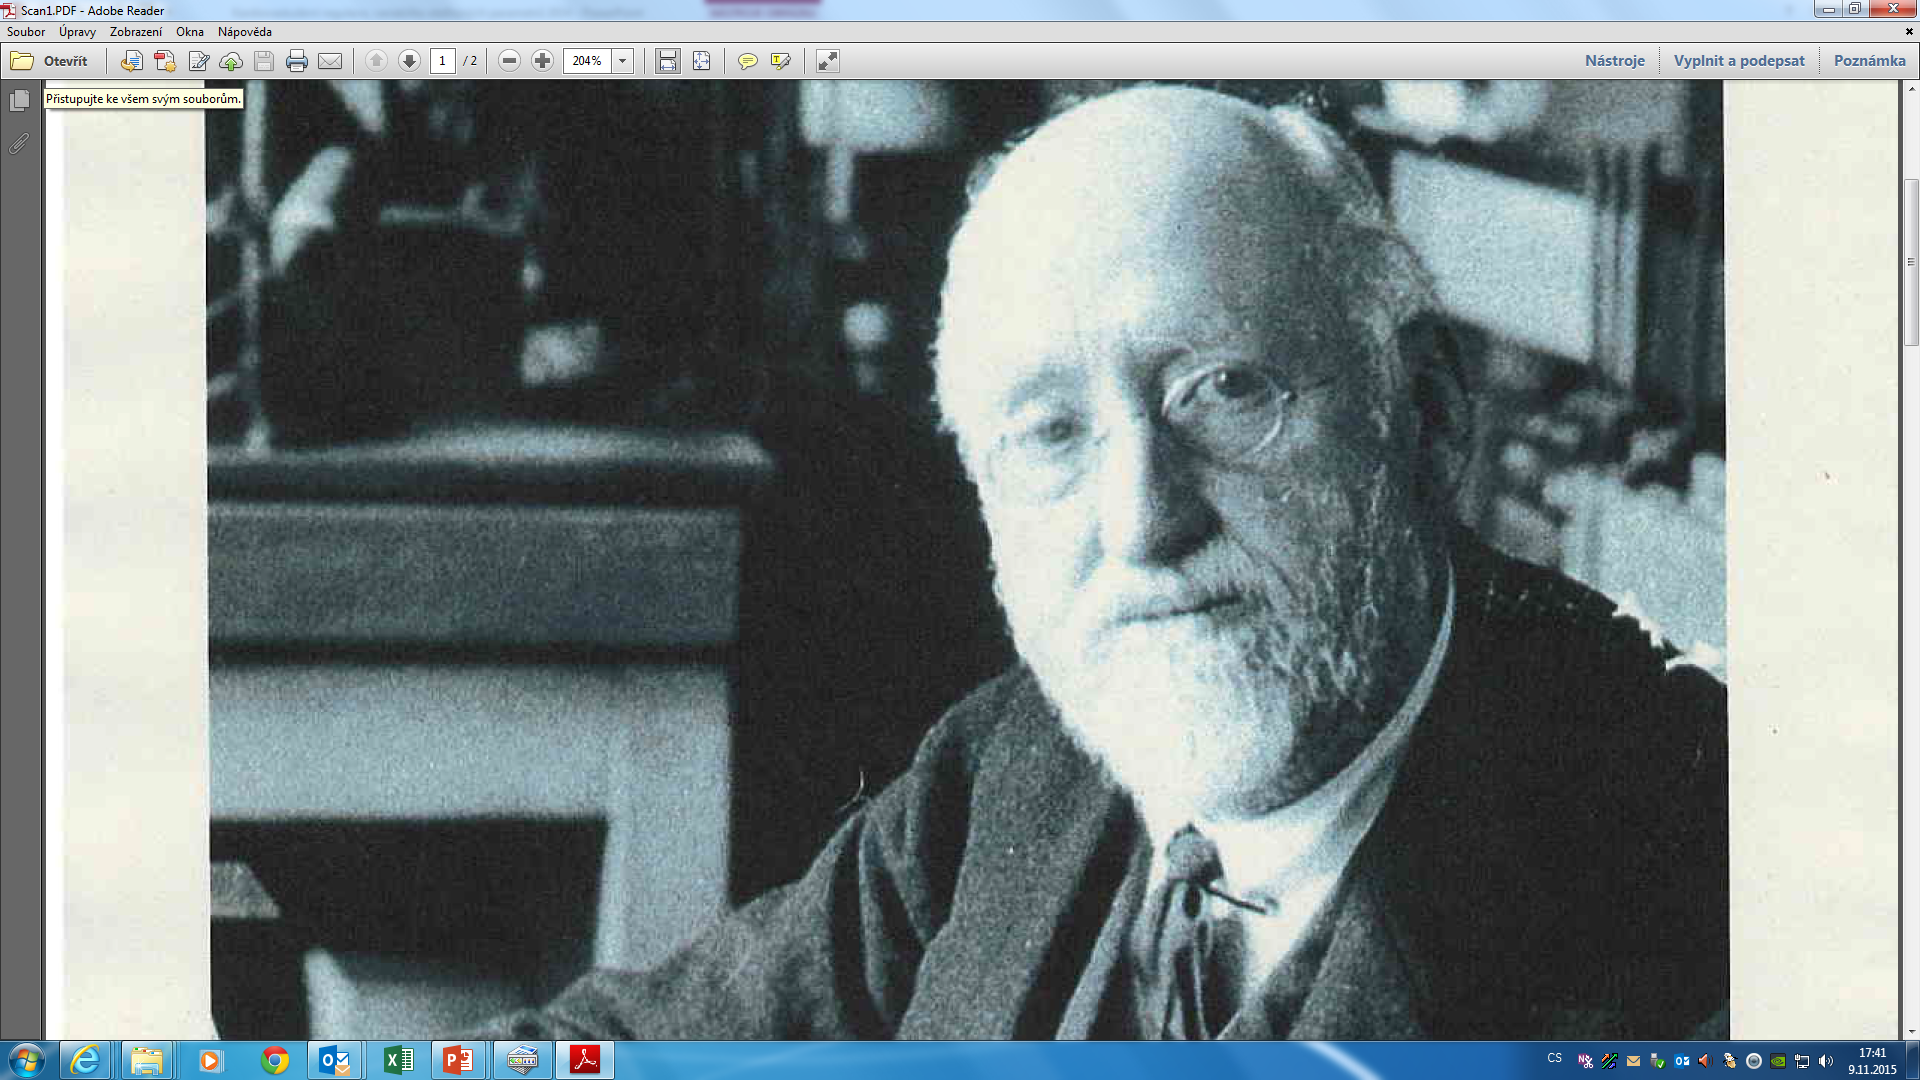 Scan1.PDF - Adobe Reader
Soubor Úpravy Zobrazení Okna Nápověda
Otevřít 1 / 2 204% Nástroje Vyplnit a podepsat Poznámka
Přistupujte ke všem svým souborům.
CS 17:41
9.11.2015